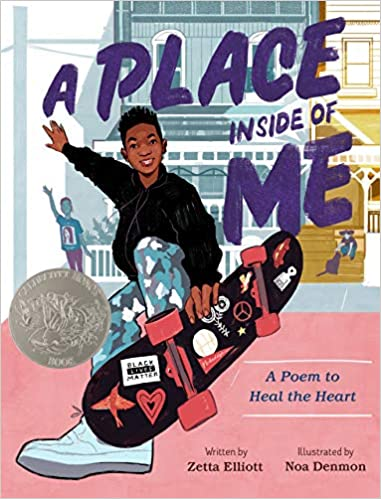 A PLACE
INSIDE OF
ME
BLACK
LIVES
MATTER
A Poem to
Heal the Heart
Written by
Zetta Elliott
Illustrated by
Noa Denmon